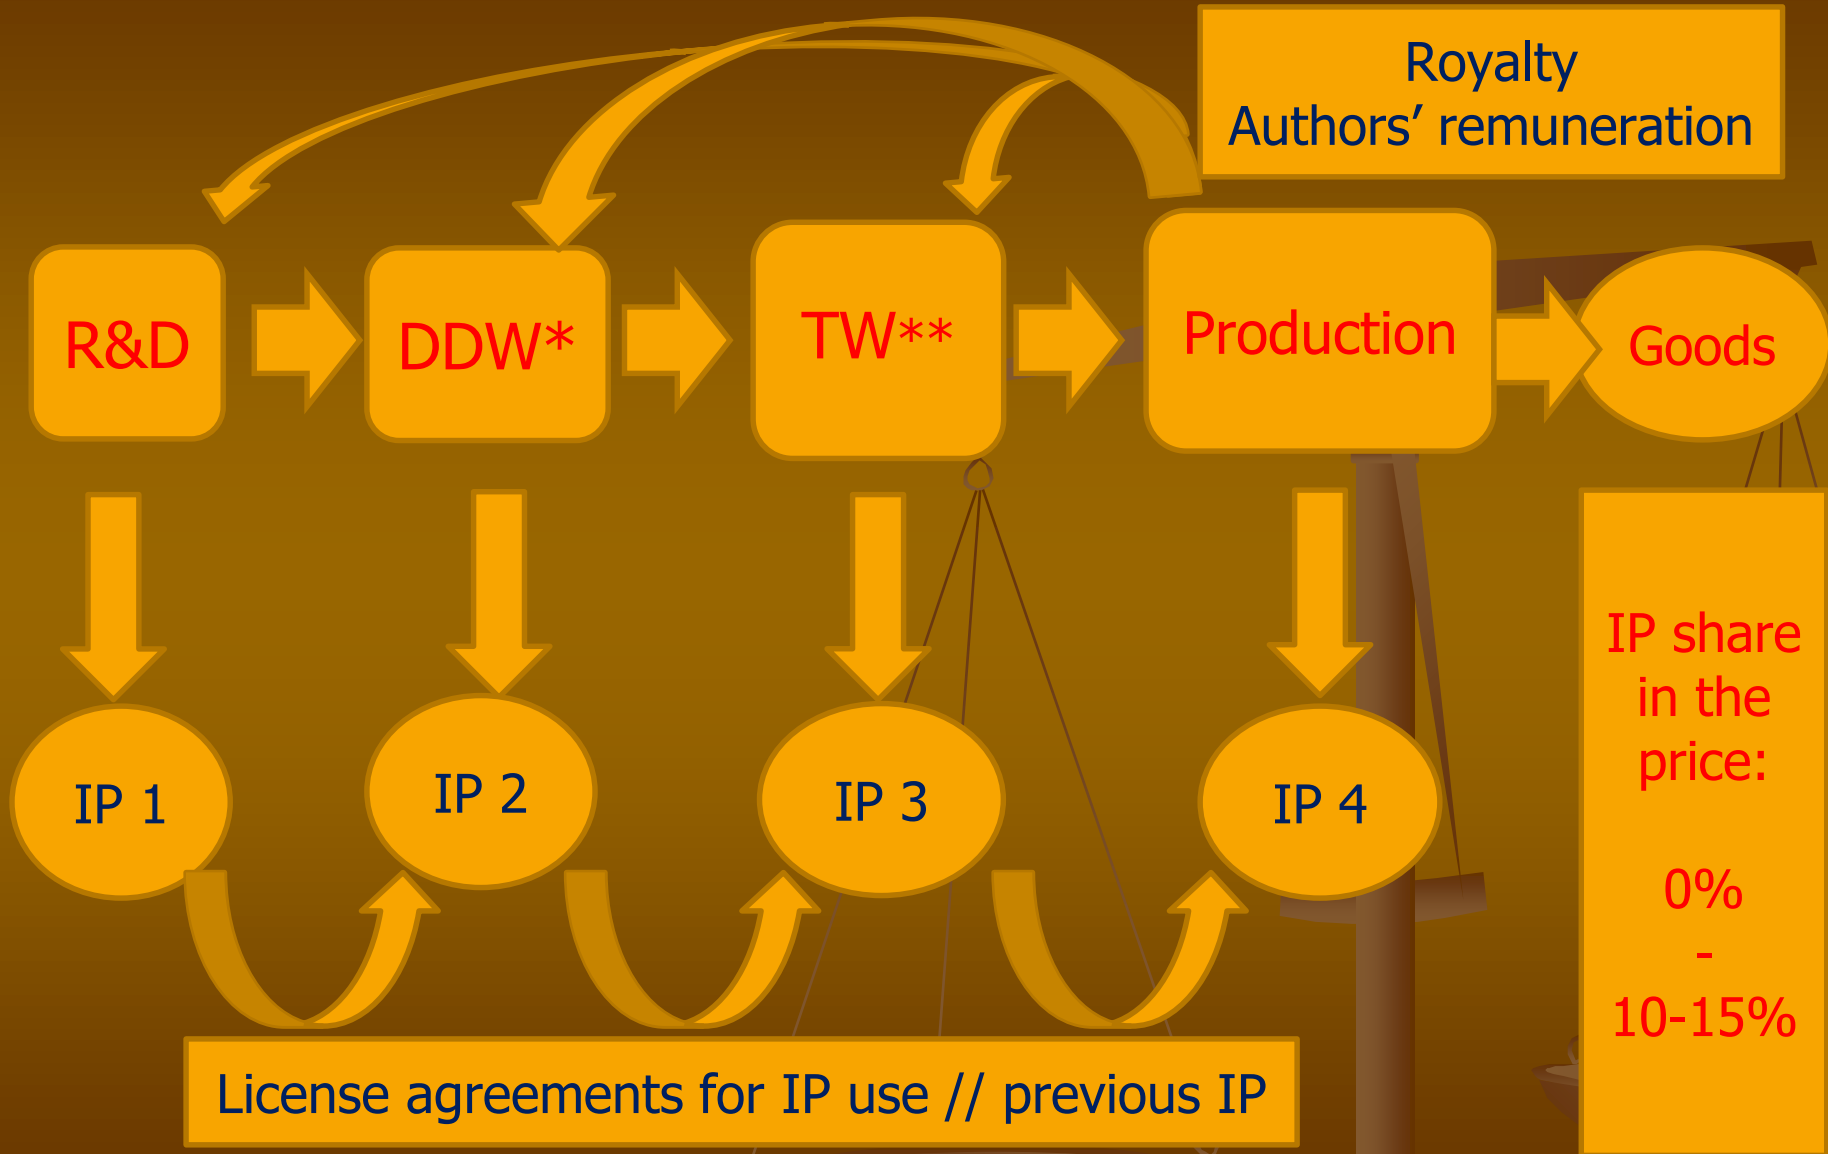 Royalty
Authors’ remuneration
R&D
DDW*
TW**
Production
Goods
IP 1
IP 2
IP 3
IP 4
IP share
in the
price:
0%
-
10-15%
License agreements for IP use // previous IP